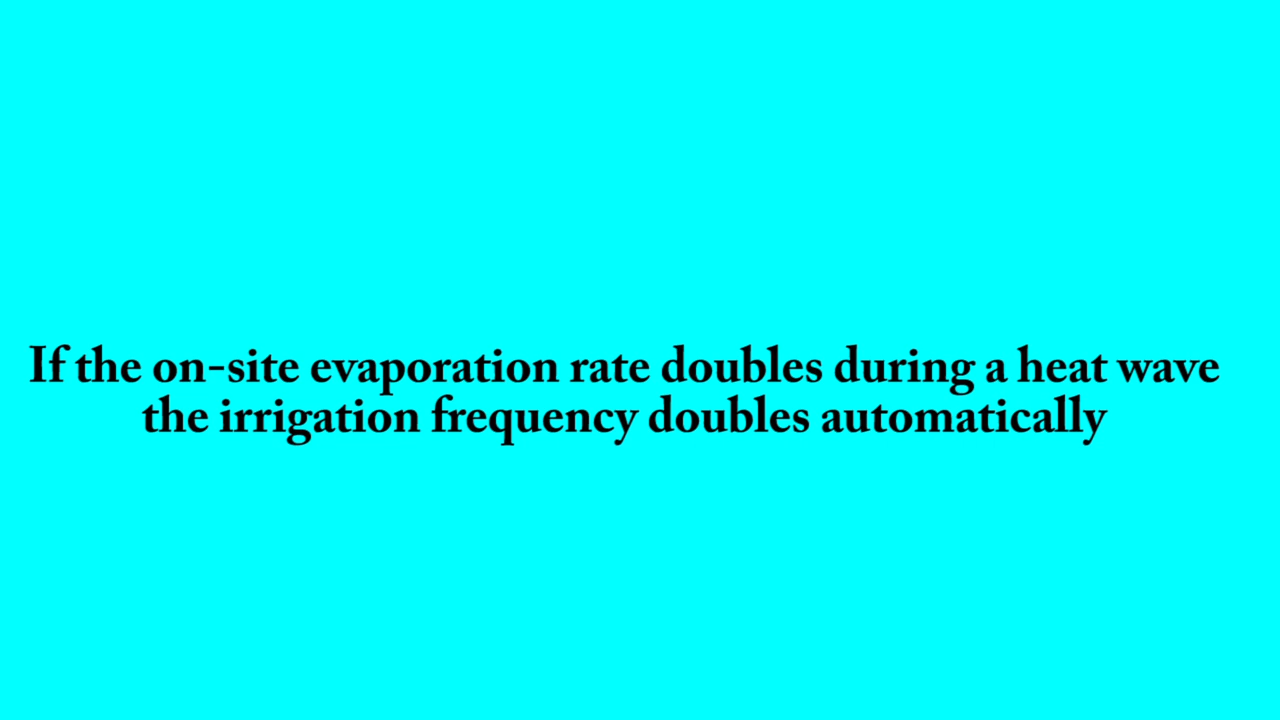 If the on-site evaporation rate doubles during a heat wave
the irrigation frequency doubles automatically